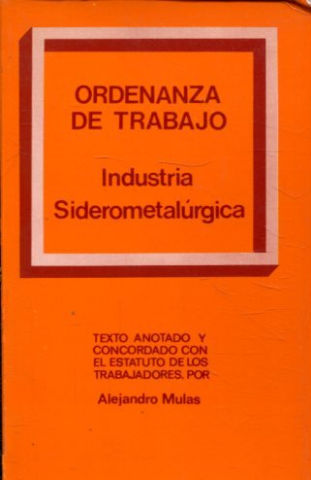 ORDENANZA
DE TRABAJO
Industria
Siderometalúrgica
TEXTO ANOTADO Y
CONCORDADO CON
EL ESTATUTO DE LOS
TRABAJADORES, POR
Alejandro Mulas